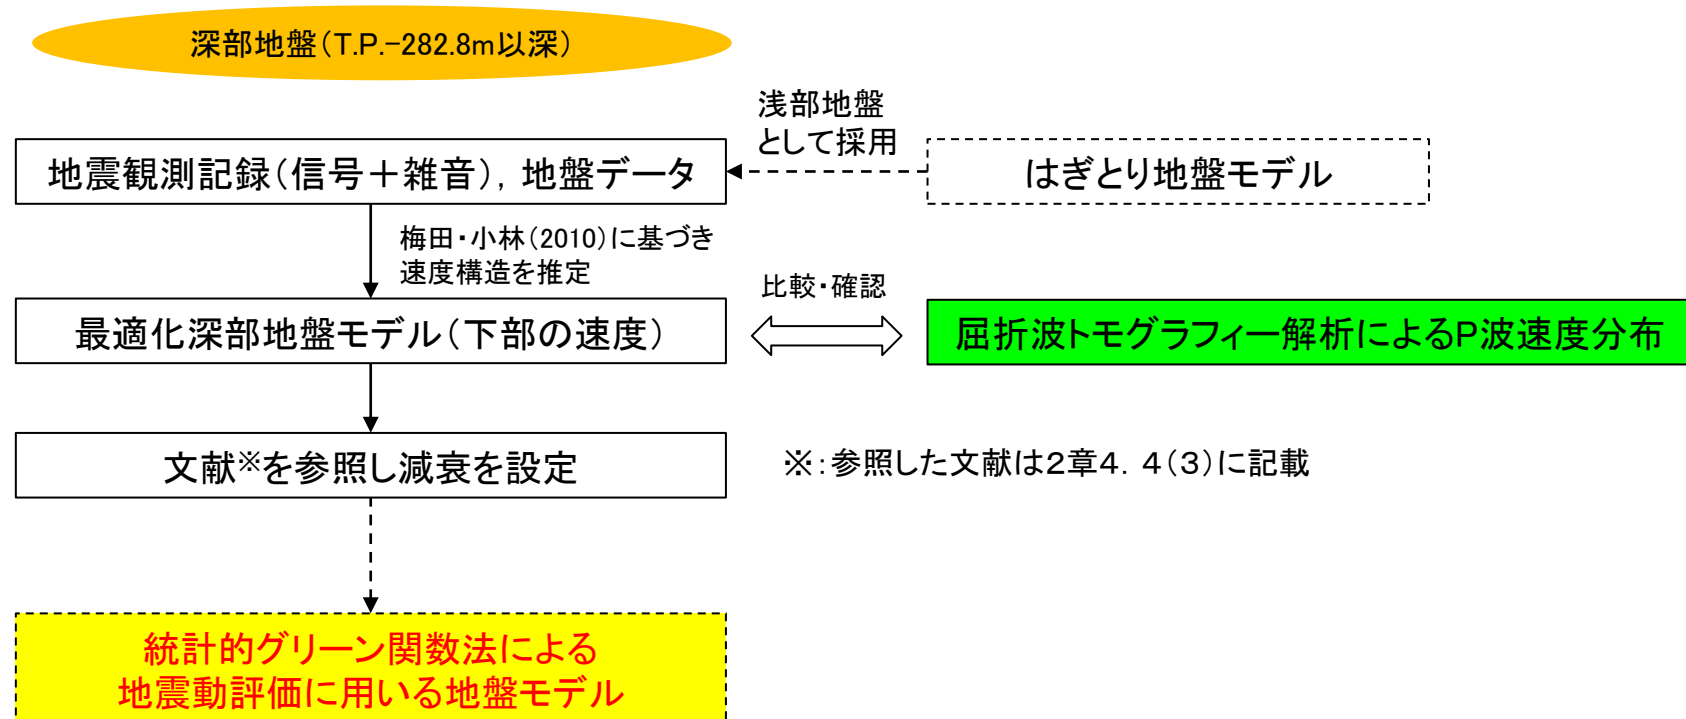 深部地盤(T.P.-282.8m以深)
浅部地盤
として採用
地震観測記録(信号+雑音),地盤データ
はぎとり地盤モデル
梅田・小林(2010)に基づき
速度構造を推定
比較・確認
最適化深部地盤モデル(下部の速度)
屈折波トモグラフィー解析によるP波速度分布
文献※を参照し減衰を設定
※:参照した文献は2章4.4(3)に記載
統計的グリーン関数法による
地震動評価に用いる地盤モデル